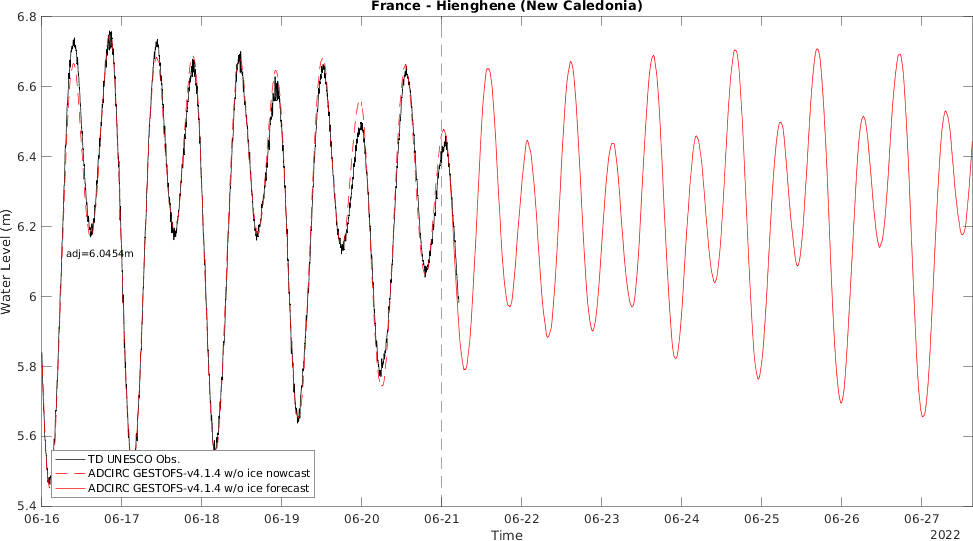 France - Hienghene (New Caledonia)
6.8
6.6
6.4
6.2
6
5.8
5.6
5.4
Water Level (m)
adj=6.0454m
TD UNESCO Obs.
ADCIRC GESTOFS-v4.1.4 w/o ice nowcast
ADCIRC GESTOFS-v4.1.4 w/o ice forecast
06-16 06-17 06-18 06-19 06-20 06-21 06-22 06-23 06-24 06-25 06-26 06-27
2022
Time